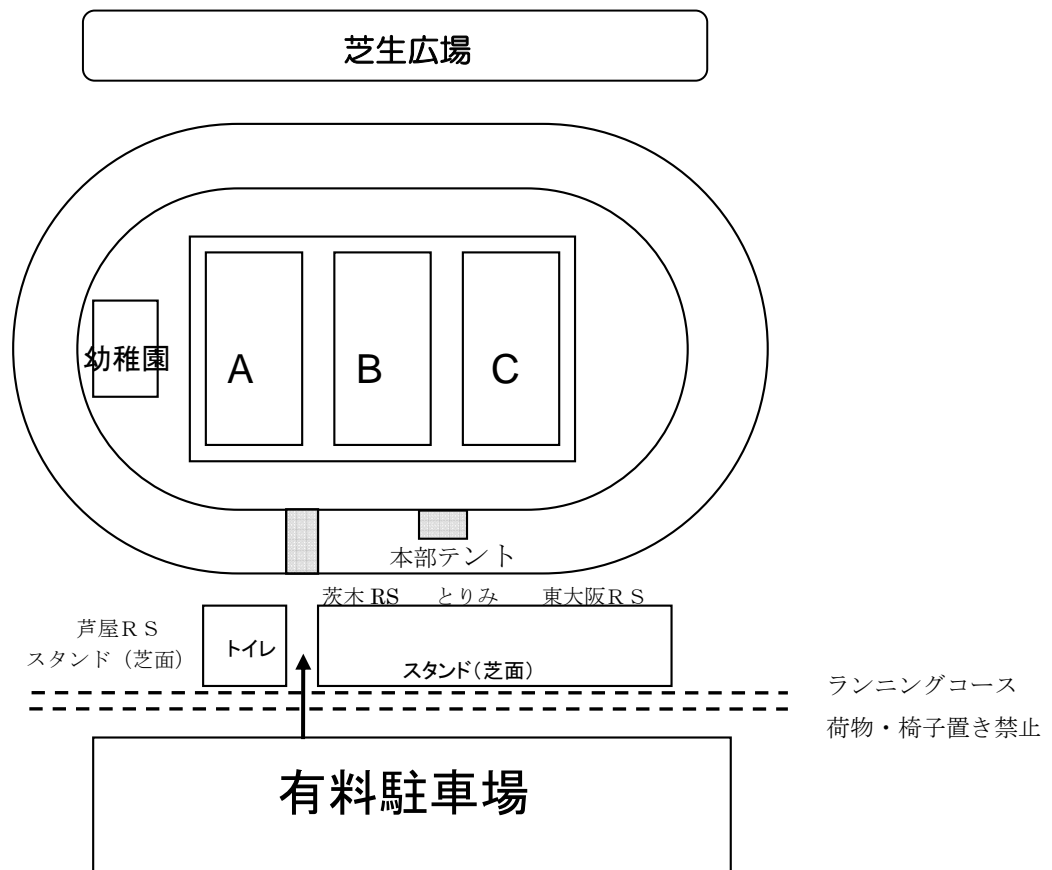 芝生広場
幼稚園
A
B
C
本部テント
茨木 RS とりみ 東大阪ＲＳ
芦屋ＲＳ
スタンド（芝面）
トイレ
スタンド（芝面）
ランニングコース
荷物・椅子置き禁止
有料駐車場